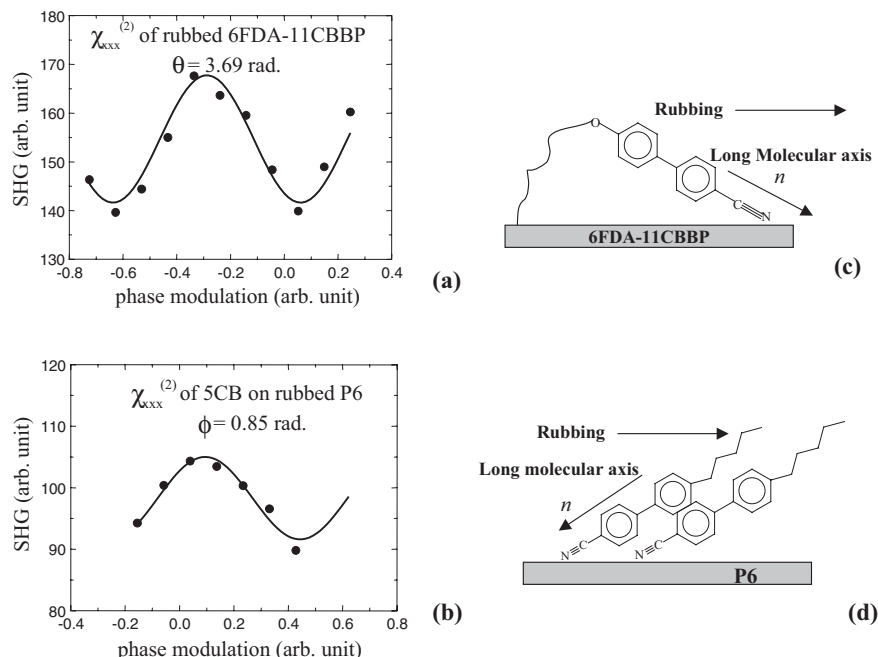 180
170
160
150
140
130
SHG (arb. unit)
χxxx(2) of rubbed 6FDA-11CBBP
θ = 3.69 rad.
-0.8 -0.6 -0.4 -0.2 0.0 0.2 0.4
phase modulation (arb. unit)
(a)
Rubbing
O
Long Molecular axis
n
C
N
6FDA-11CBBP
(c)
120
110
100
90
80
SHG (arb. unit)
χxxx(2) of 5CB on rubbed P6
ϕ = 0.85 rad.
-0.4 -0.2 0.0 0.2 0.4 0.6 0.8
phase modulation (arb. unit)
(b)
Rubbing
Long molecular axis
n
N≡C N≡C
P6
(d)